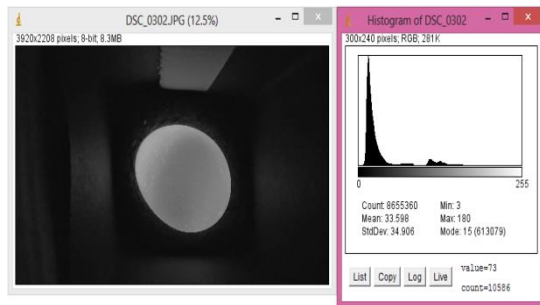 DSC_0302.JPG (12.5%)
3920x2208 pixels; 8-bit; 8.3MB
Histogram of DSC_0302
300x240 pixels; RGB; 281K
0 255
Count: 8655360 Min: 3
Mean: 33.598 Max: 180
StdDev: 34.906 Mode: 15 (613079)
List Copy Log Live
value=73
count=10586